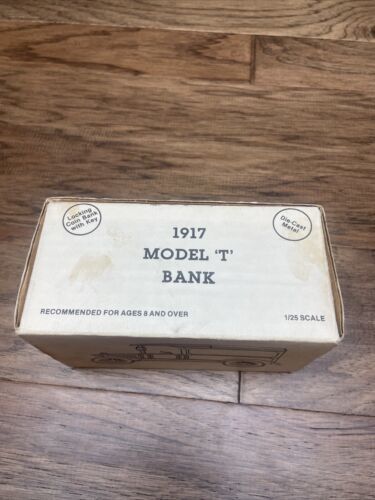 Locking
Coin Bank
with Key
1917
MODEL 'T'
BANK
Die-Cast
Metal
RECOMMENDED FOR AGES 8 AND OVER
1/25 SCALE